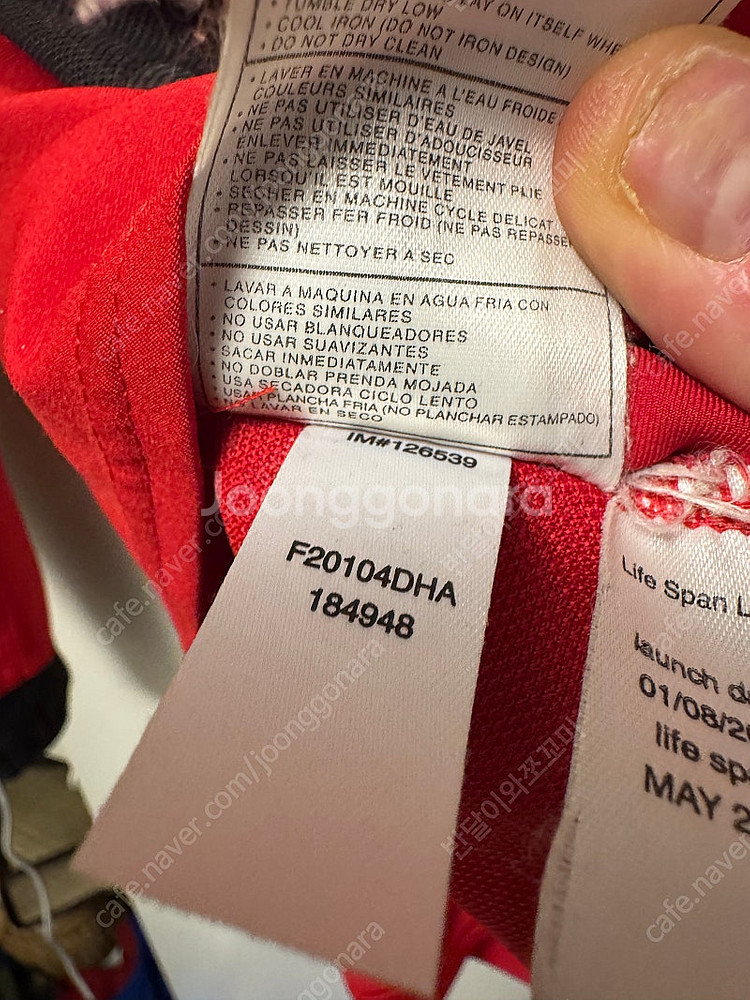 TUMBLE DRY LOW
• COOL IRON (DO NOT IRON DESIGN)
• DO NOT DRY CLEAN
• LAVER EN MACHINE A L'EAU FROIDE
COULEURS SIMILAIRES
• NE PAS UTILISER D'EAU DE JAVEL
• NE PAS UTILISER D'ADOUCISSEUR
ENLEVER IMMEDIATEMENT
• NE PAS LAISSER LE VETEMENT PLIE
LORSQU'IL EST MOUILLE
• SECHER EN MACHINE CYCLE DELICAT
• REPASSER FER FROID (NE PAS REPASSE
DESSIN)
NE PAS NETTOYER A SEC
• LAVAR A MAQUINA EN AGUA FRIA CON
COLORES SIMILARES
• NO USAR BLANQUEADORES
• NO USAR SUAVIZANTES
• SACAR INMEDIATAMENTE
• NO DOBLAR PRENDA MOJADA
• USA SECADORA CICLO LENTO
USAR PLANCHA FRIA (NO PLANCHAR ESTAMPADO)
NO LAVAR EN SECO
IM#126539
F20104DHA
184948
Life Span L
launch d
01/08/2
life sp
MAY 2
Joonggonara
cafe.naver.com/joonggonara